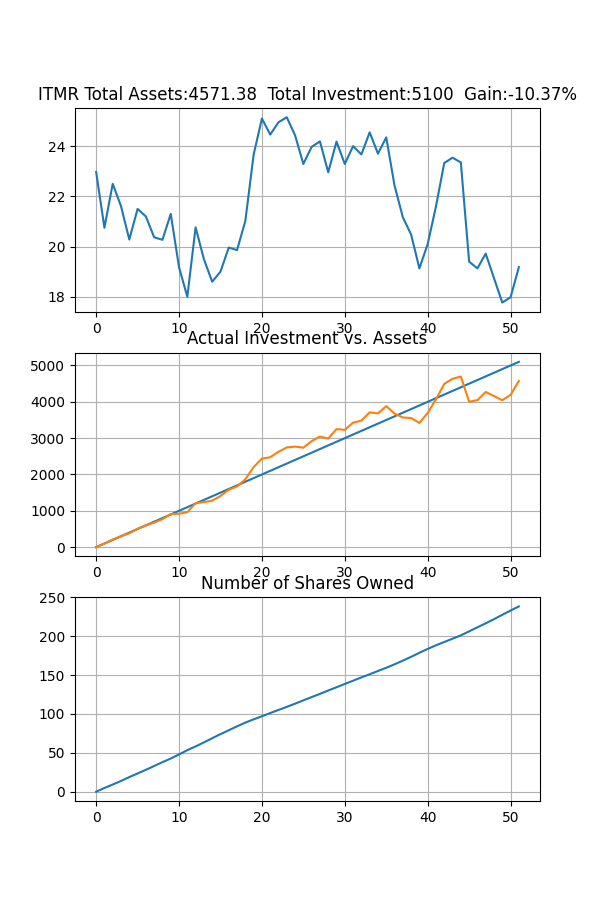 ITMR Total Assets:4571.38  Total Investment:5100  Gain:-10.37%
24
22
20
18
0 10 20 30 40 50
Actual Investment vs. Assets
5000
4000
3000
2000
1000
0
0 10 20 30 40 50
Number of Shares Owned
250
200
150
100
50
0
0 10 20 30 40 50